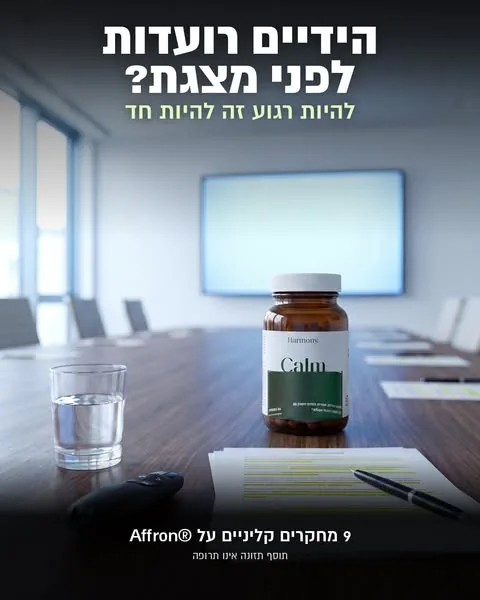 הידיים רועדות
לפני מצגת?
להיות רגוע זה להיות חד
Harmons
Calm
9 מחקרים קליניים על Affron®
תוסף תזונה אינו תרופה